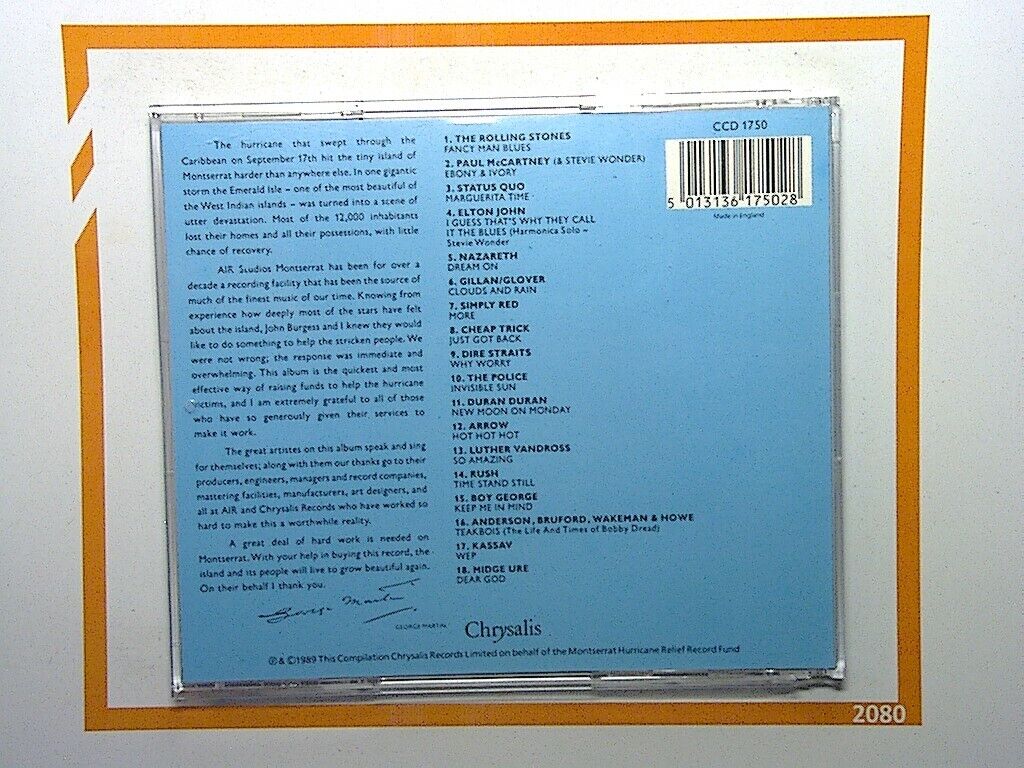 The hurricane that swept through the
Caribbean on September 17th hit the tiny island of
Montserrat harder than anywhere else. In one gigantic
storm the Emerald Isle – one of the most beautiful of
the West Indian islands – was turned into a scene of
utter devastation. Most of the 12,000 inhabitants
lost their homes and all their possessions, with little
chance of recovery.
AIR Studios Montserrat has been for over a
decade a recording facility that has been the source of
much of the finest music of our time. Knowing from
experience how deeply most of the stars have felt
about the island, John Burgess and I knew they would
like to do something to help the stricken people. We
were not wrong; the response was immediate and
overwhelming. This album is the quickest and most
effective way of raising funds to help the hurricane
victims, and I am extremely grateful to all of those
who have so generously given their services to
make it work.
The great artistes on this album speak and sing
for themselves; along with them our thanks go to their
producers, engineers, managers and record companies,
mastering facilities, manufacturers, art designers, and
all at AIR and Chrysalis Records who have worked so
hard to make this a worthwhile reality.
A great deal of hard work is needed on
Montserrat. With your help in buying this record, the
island and its people will live to grow beautiful again.
On their behalf I thank you.
George Martin
GEORGE MARTIN
1. THE ROLLING STONES
FANCY MAN BLUES
2. PAUL McCARTNEY (& STEVIE WONDER)
EBONY & IVORY
3. STATUS QUO
MARGUERITA TIME
4. ELTON JOHN
I GUESS THAT'S WHY THEY CALL
IT THE BLUES (Harmonica Solo ~
Stevie Wonder
5. NAZARETH
DREAM ON
6. GILLAN/GLOVER
CLOUDS AND RAIN
7. SIMPLY RED
MORE
8. CHEAP TRICK
JUST GOT BACK
9. DIRE STRAITS
WHY WORRY
10. THE POLICE
INVISIBLE SUN
11. DURAN DURAN
NEW MOON ON MONDAY
12. ARROW
HOT HOT HOT
13. LUTHER VANDROSS
SO AMAZING
14. RUSH
TIME STAND STILL
15. BOY GEORGE
KEEP ME IN MIND
16. ANDERSON, BRUFORD, WAKEMAN & HOWE
TEAKBOIS (The Life And Times of Bobby Dread)
17. KASSAV
WEP
18. MIDGE URE
DEAR GOD
CCD 1750
5 013136 175028
Made in England
Chrysalis
℗ & ©1989 This Compilation Chrysalis Records Limited on behalf of the Montserrat Hurricane Relief Record Fund
2080